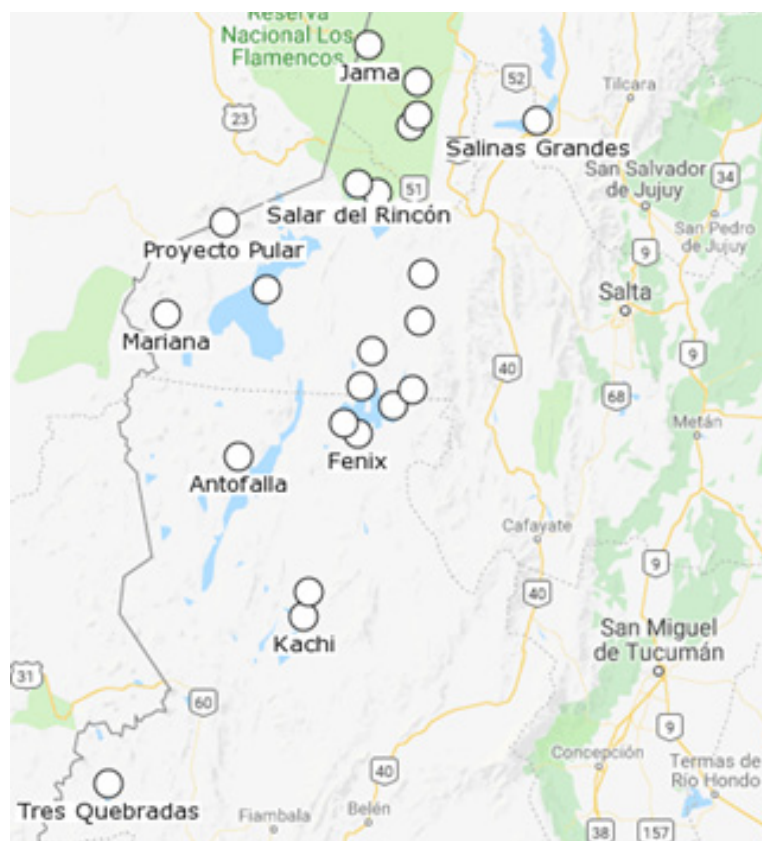 Reserva
Nacional Los
Flamencos
Jama
52
Tilcara
23
Salinas Grandes
San Salvador
de Jujuy
34
51
Salar del Rincón
San Pedro
de Jujuy
Proyecto Pular
9
Salta
Mariana
9
40
68
Metán
Fenix
Antofalla
Cafayate
9
40
Kachi
San Miguel
de Tucumán
31
60
9
40
Concepción
Termas de
Río Hondo
Tres Quebradas
Fiambala
Belén
38
157